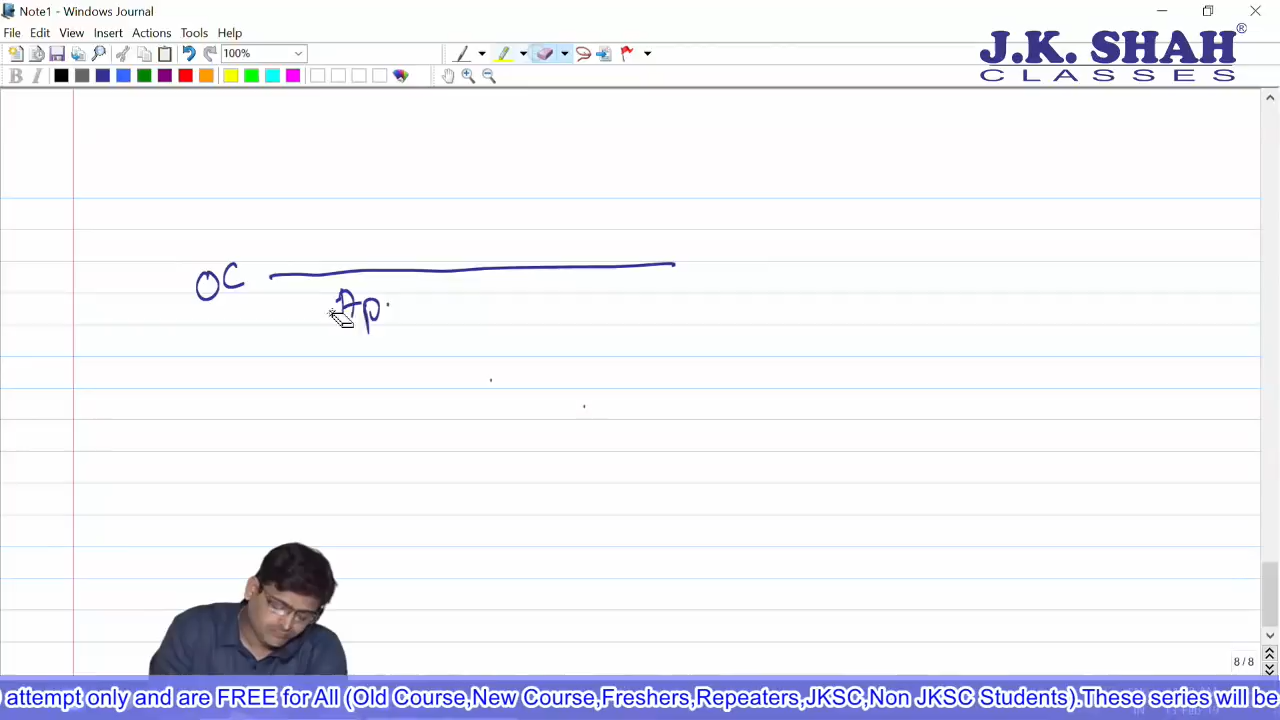 Note1 - Windows Journal
File Edit View Insert Actions Tools Help
100%
B I
J.K. SHAH®
CLASSES
OC
Ap
8 / 8
attempt only and are FREE for All (Old Course,New Course,Freshers,Repeaters,JKSC,Non JKSC Students).These series will be